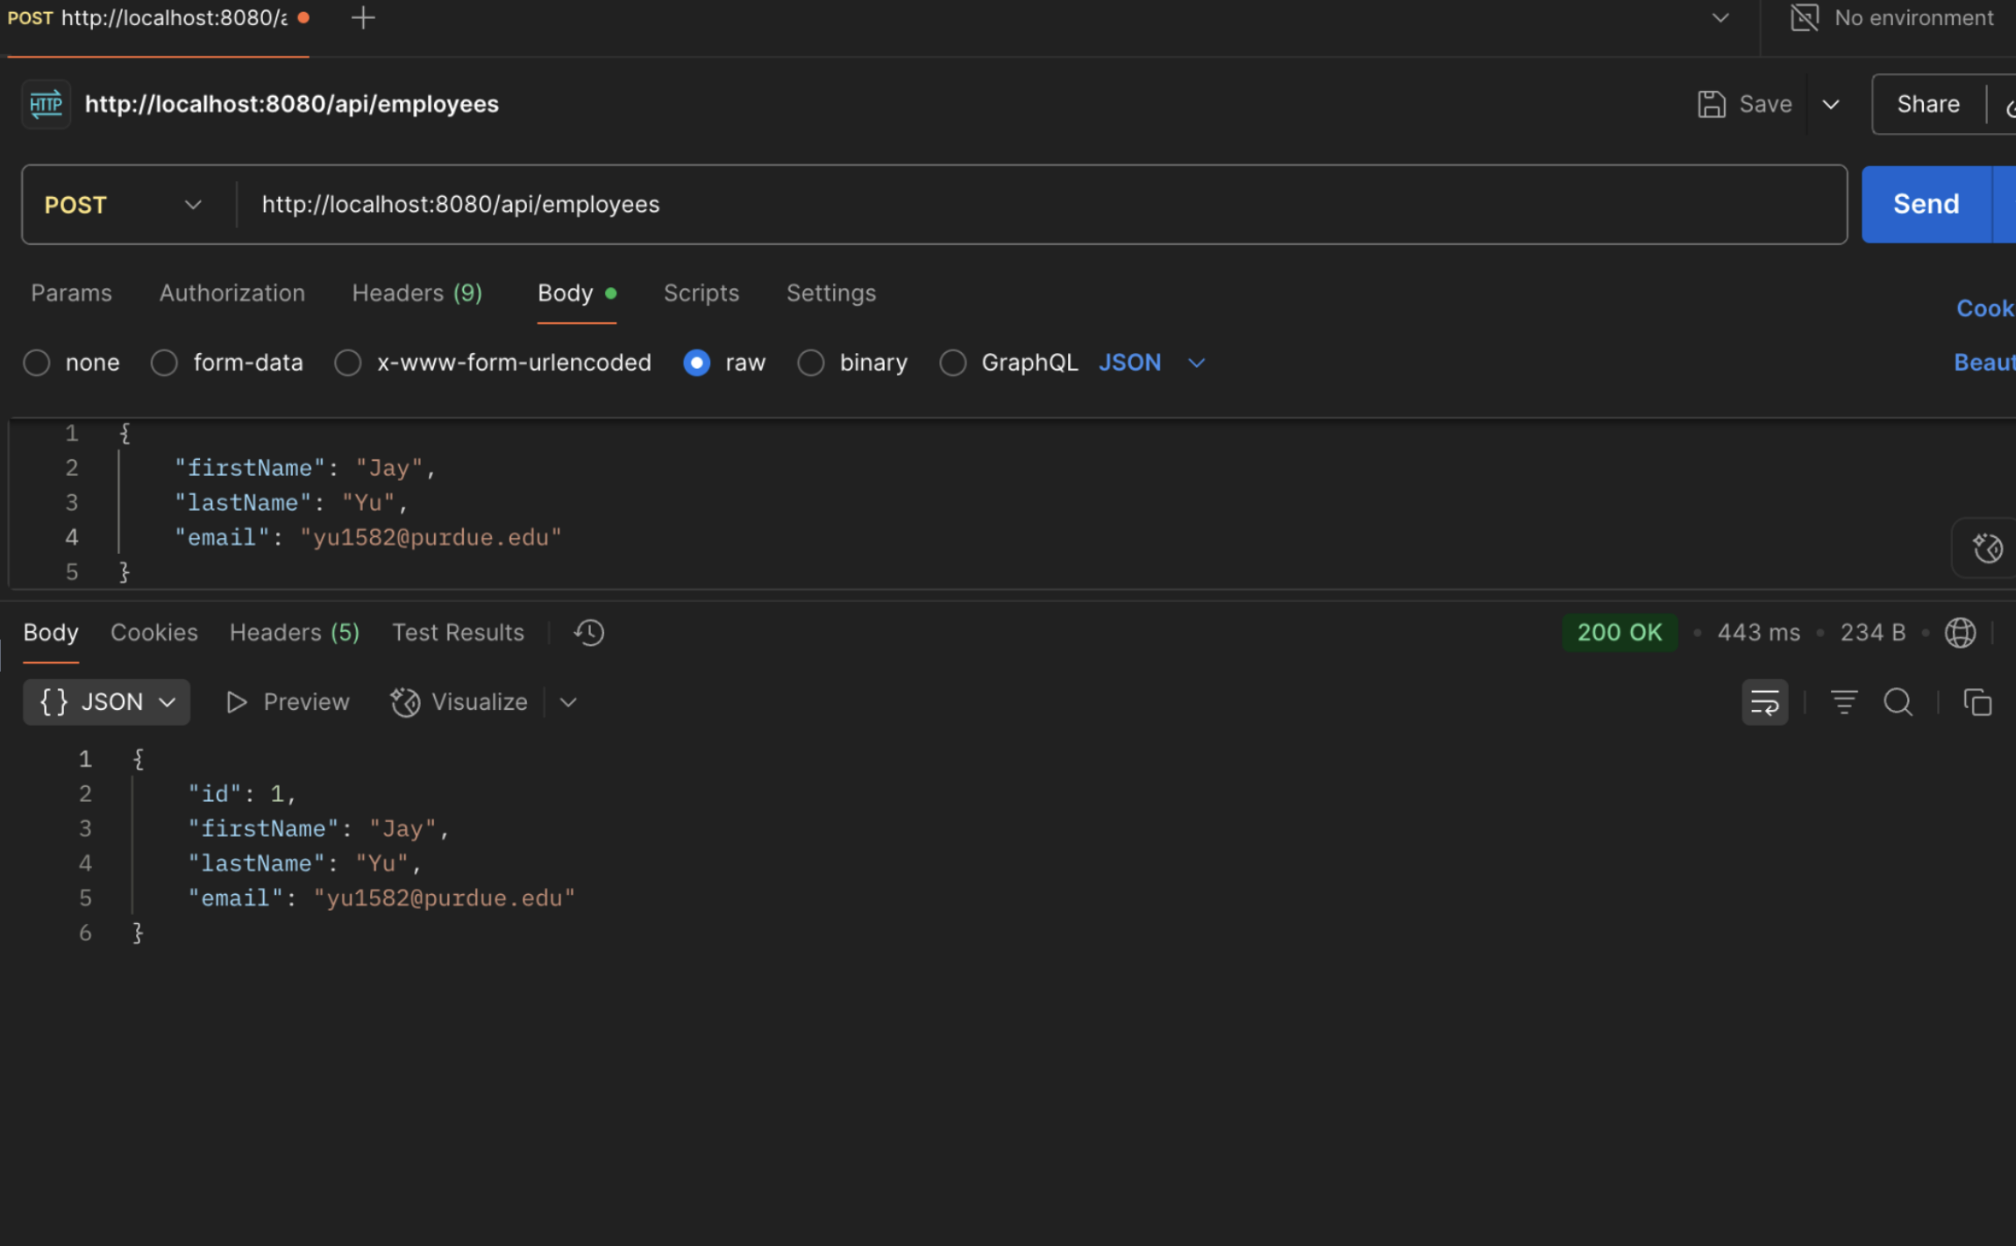 POST http://localhost:8080/a
No environment
HTTP http://localhost:8080/api/employees
Save
Share
POST http://localhost:8080/api/employees
Send
Params Authorization Headers (9) Body Scripts Settings
Cook
none form-data x-www-form-urlencoded raw binary GraphQL JSON
Beaut
1 {
2 "firstName": "Jay",
3 "lastName": "Yu",
4 "email": "yu1582@purdue.edu"
5 }
Body Cookies Headers (5) Test Results
200 OK • 443 ms • 234 B •
{} JSON Preview Visualize
1 {
2 "id": 1,
3 "firstName": "Jay",
4 "lastName": "Yu",
5 "email": "yu1582@purdue.edu"
6 }